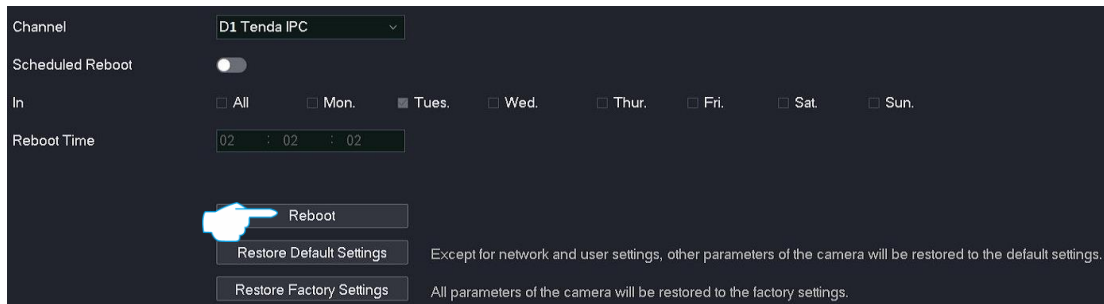 Channel D1 Tenda IPC
Scheduled Reboot
In All Mon. Tues. Wed. Thur. Fri. Sat. Sun.
Reboot Time 02 : 02 : 02
Reboot
Restore Default Settings Except for network and user settings, other parameters of the camera will be restored to the default settings.
Restore Factory Settings All parameters of the camera will be restored to the factory settings.